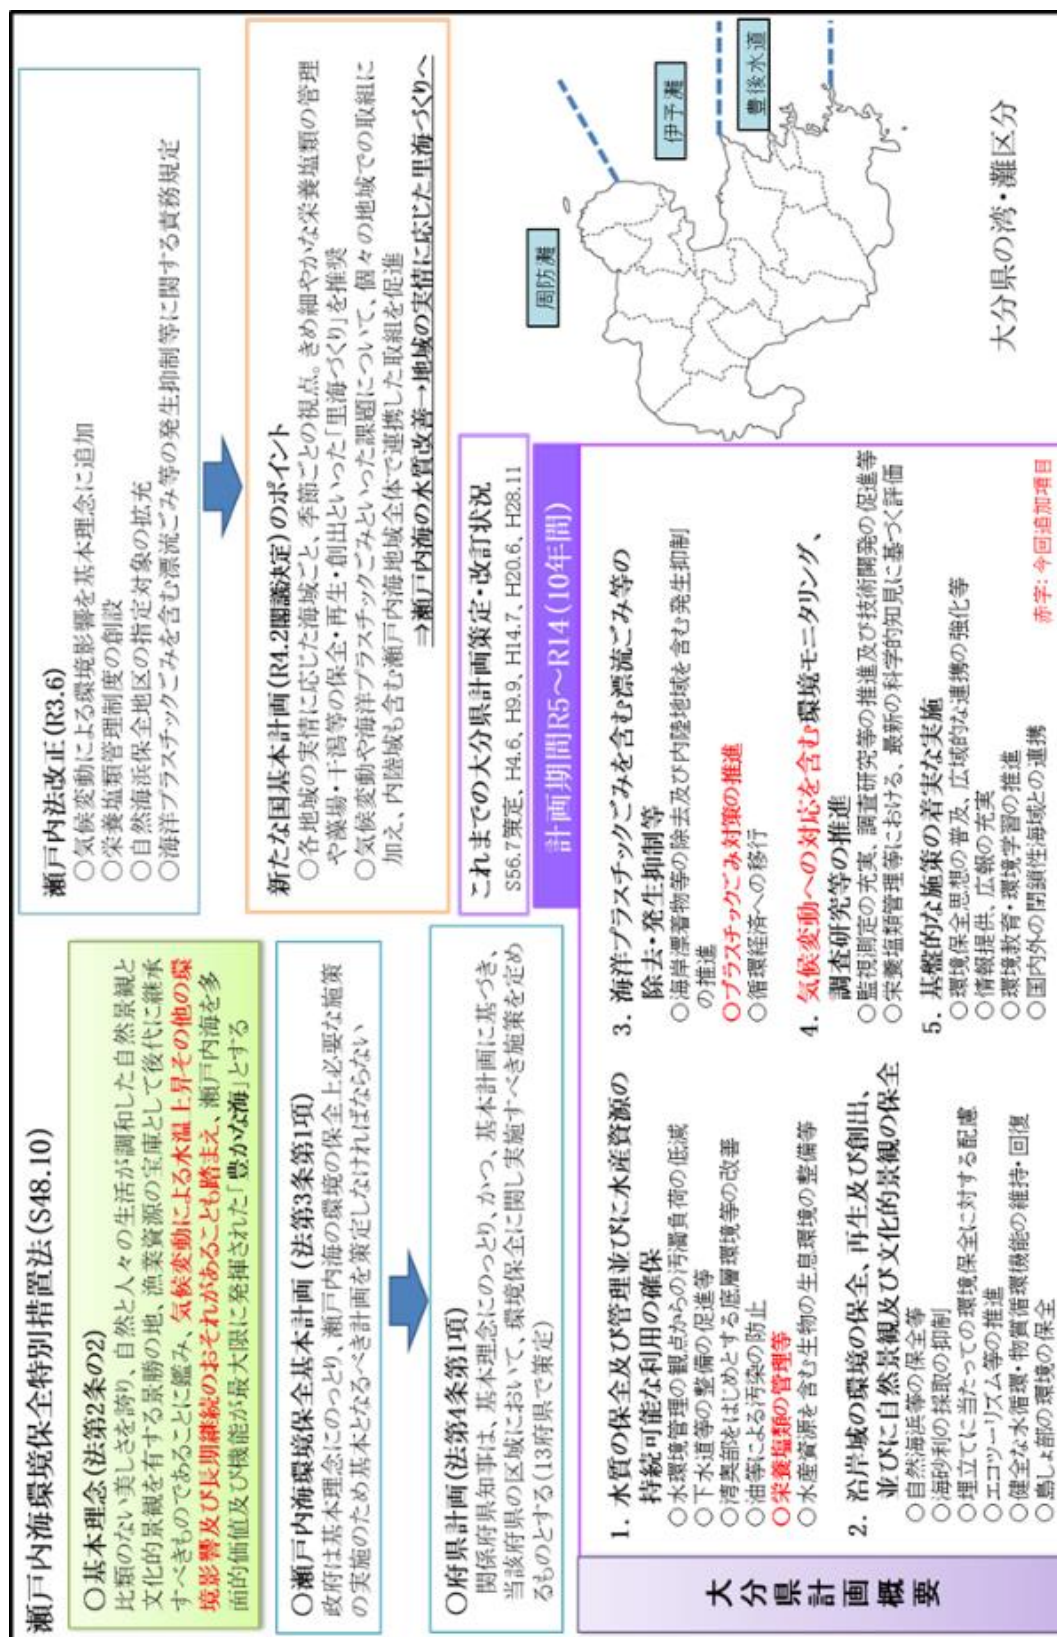 瀬戸内海環境保全特別措置法(S48.10)
○基本理念(法第2条の2)
比類のない美しさを誇り、自然と人々の生活が調和した自然景観と
文化的景観を有する景勝の地、漁業資源の宝庫として後代に継承
すべきものであることに鑑み、気候変動による水温上昇その他の環
境影響及び長期継続のおそれがあることも踏まえ、瀬戸内海を多
面的価値及び機能が最大限に発揮された「豊かな海」とする
○瀬戸内海環境保全基本計画(法第3条第1項)
政府は基本理念にのっとり、瀬戸内海の環境の保全上必要な施策
の実施のため基本となるべき計画を策定しなければならない
○府県計画(法第4条第1項)
関係府県知事は、基本理念にのっとり、かつ、基本計画に基づき、
当該府県の区域において、環境保全に関し実施すべき施策を定め
るものとする(13府県で策定)
瀬戸内法改正(R3.6)
○気候変動による環境影響を基本理念に追加
○栄養塩類管理制度の創設
○自然海浜保全地区の指定対象の拡充
○海洋プラスチックごみを含む漂流ごみ等の発生抑制等に関する責務規定
新たな国基本計画(R4.2閣議決定)のポイント
○各地域の実情に応じた海域ごと、季節ごとの視点。きめ細やかな栄養塩類の管理
や藻場・干潟等の保全・再生・創出といった「里海づくり」を推奨
○気候変動や海洋プラスチックごみといった課題について、個々の地域での取組に
加え、内陸域も含む瀬戸内海地域全体で連携した取組を促進
⇒瀬戸内海の水質改善→地域の実情に応じた里海づくりへ
これまでの大分県計画策定・改訂状況
S56.7策定、H4.6、H9.9、H14.7、H20.6、H28.11
計画期間R5～R14(10年間)
大分県計画概要
1. 水質の保全及び管理並びに水産資源の
持続可能な利用の確保
○水環境管理の観点からの汚濁負荷の低減
○下水道等の整備の促進等
○湾奥部をはじめとする底層環境等の改善
○油等による汚染の防止
○栄養塩類の管理等
○水産資源を含む生物の生息環境の整備等
2. 沿岸域の環境の保全、再生及び創出、
並びに自然景観及び文化的景観の保全
○自然海浜等の保全等
○海砂利の採取の抑制
○埋立てに当たっての環境保全に対する配慮
○エコツーリズム等の推進
○健全な水循環・物質循環機能の維持・回復
○島しょ部の環境の保全
3. 海洋プラスチックごみを含む漂流ごみ等の
除去・発生抑制等
○海岸漂着物等の除去及び内陸地域を含む発生抑制
の推進
○プラスチックごみ対策の推進
○循環経済への移行
4. 気候変動への対応を含む環境モニタリング、
調査研究等の推進
○監視測定の充実、調査研究等の推進及び技術開発の促進等
○栄養塩類管理等における、最新の科学的知見に基づく評価
5. 基盤的な施策の着実な実施
○環境保全思想の普及、広域的な連携の強化等
○情報提供、広報の充実
○環境教育・環境学習の推進
○国内外の閉鎖性海域との連携
赤字:今回追加項目
周防灘
伊予灘
豊後水道
大分県の湾・灘区分